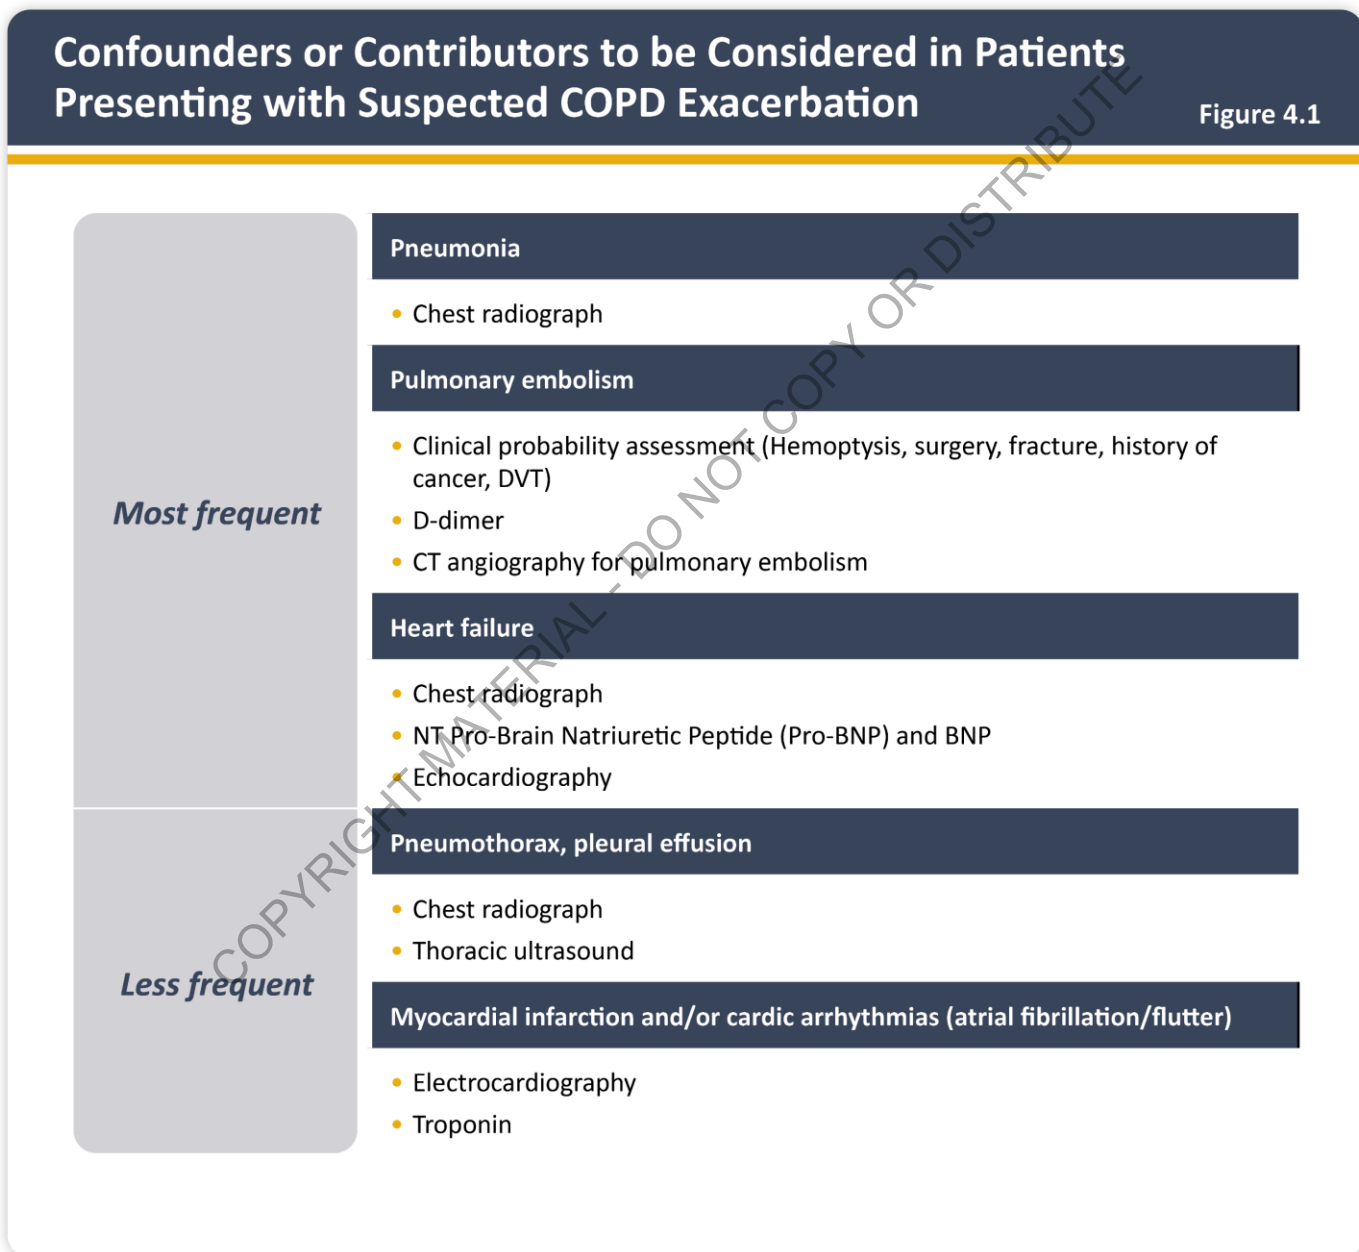 Confounders or Contributors to be Considered in Patients
Presenting with Suspected COPD Exacerbation
Figure 4.1
Most frequent
Pneumonia
• Chest radiograph
Pulmonary embolism
• Clinical probability assessment (Hemoptysis, surgery, fracture, history of
cancer, DVT)
• D-dimer
• CT angiography for pulmonary embolism
Heart failure
• Chest radiograph
• NT Pro-Brain Natriuretic Peptide (Pro-BNP) and BNP
• Echocardiography
Less frequent
Pneumothorax, pleural effusion
• Chest radiograph
• Thoracic ultrasound
Myocardial infarction and/or cardic arrhythmias (atrial fibrillation/flutter)
• Electrocardiography
• Troponin
COPYRIGHT MATERIAL - DO NOT COPY OR DISTRIBUTE